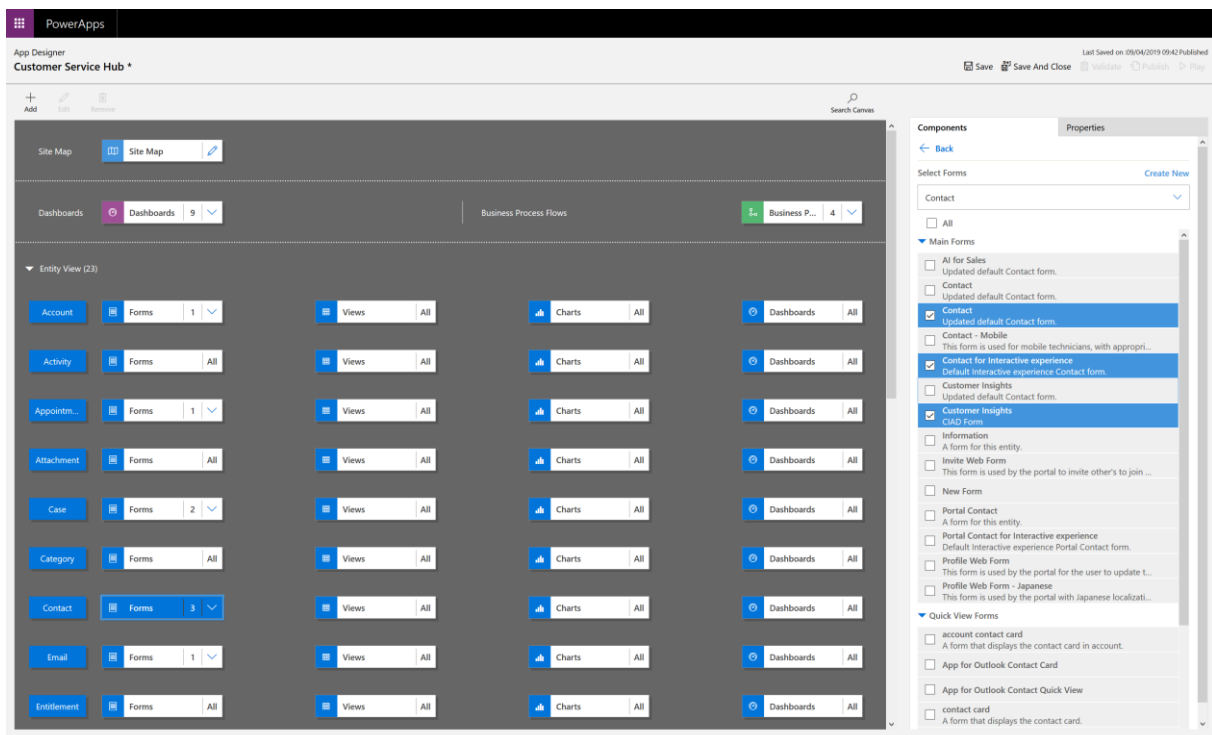 PowerApps
App Designer
Last Saved on :09/04/2019 09:42 Published
Customer Service Hub *
Save Save And Close Validate Publish Play
Add Edit Remove Search Canvas
Site Map Site Map
Dashboards Dashboards 9 Business Process Flows Business P... 4
Entity View (23)
Account Forms 1 Views All Charts All Dashboards All
Activity Forms All Views All Charts All Dashboards All
Appointm... Forms 1 Views All Charts All Dashboards All
Attachment Forms All Views All Charts All Dashboards All
Case Forms 2 Views All Charts All Dashboards All
Category Forms All Views All Charts All Dashboards All
Contact Forms 3 Views All Charts All Dashboards All
Email Forms 1 Views All Charts All Dashboards All
Entitlement Forms All Views All Charts All Dashboards All
Components Properties
Back
Select Forms Create New
Contact
All
Main Forms
AI for Sales
Updated default Contact form.
Contact
Updated default Contact form.
Contact
Updated default Contact form.
Contact - Mobile
This form is used for mobile technicians, with appropri...
Contact for Interactive experience
Default Interactive experience Contact form.
Customer Insights
Updated default Contact form.
Customer Insights
CIAD Form
Information
A form for this entity.
Invite Web Form
This form is used by the portal to invite other's to join ...
New Form
Portal Contact
A form for this entity.
Portal Contact for Interactive experience
Default Interactive experience Portal Contact form.
Profile Web Form
This form is used by the portal for the user to update t...
Profile Web Form - Japanese
This form is used by the portal with Japanese localizati...
Quick View Forms
account contact card
A form that displays the contact card in account.
App for Outlook Contact Card
App for Outlook Contact Quick View
contact card
A form that displays the contact card.